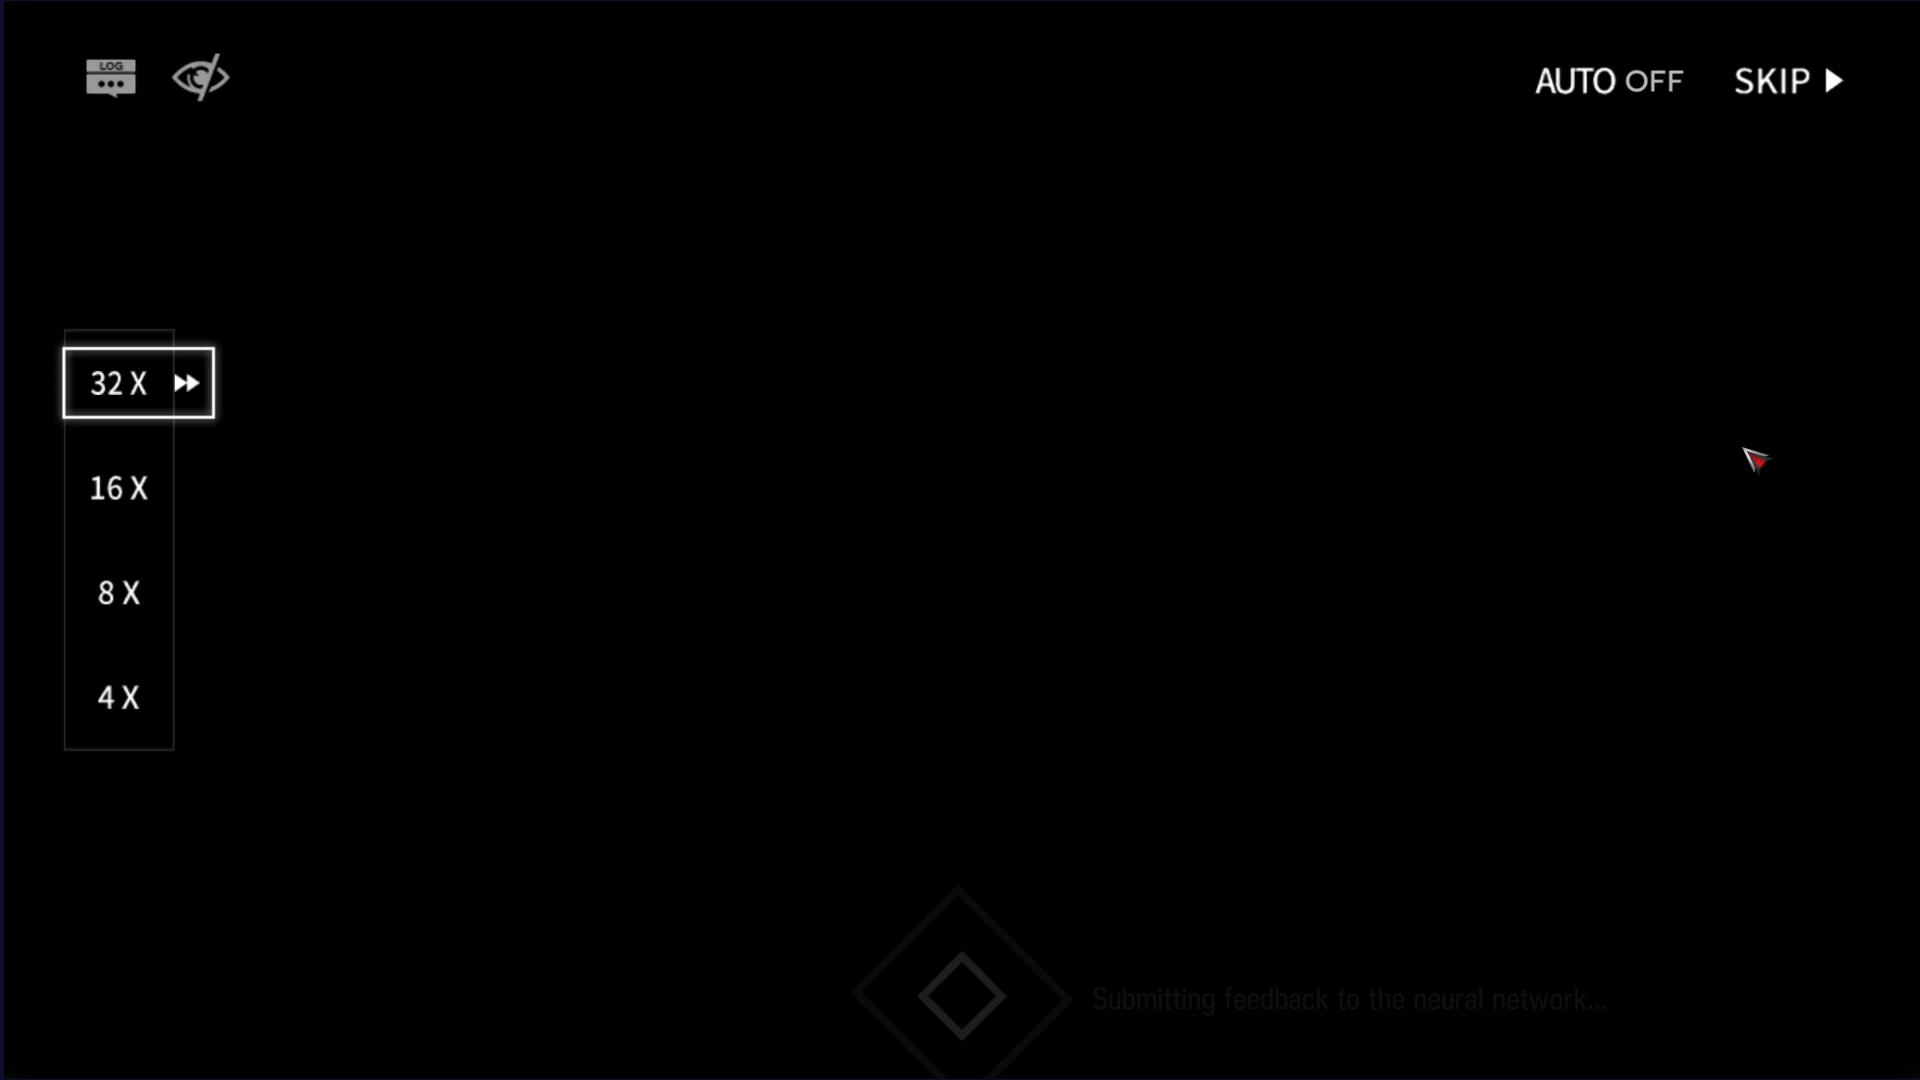 LOG
AUTO OFF
SKIP
32 X
16 X
8 X
4 X
Submitting feedback to the neural network...